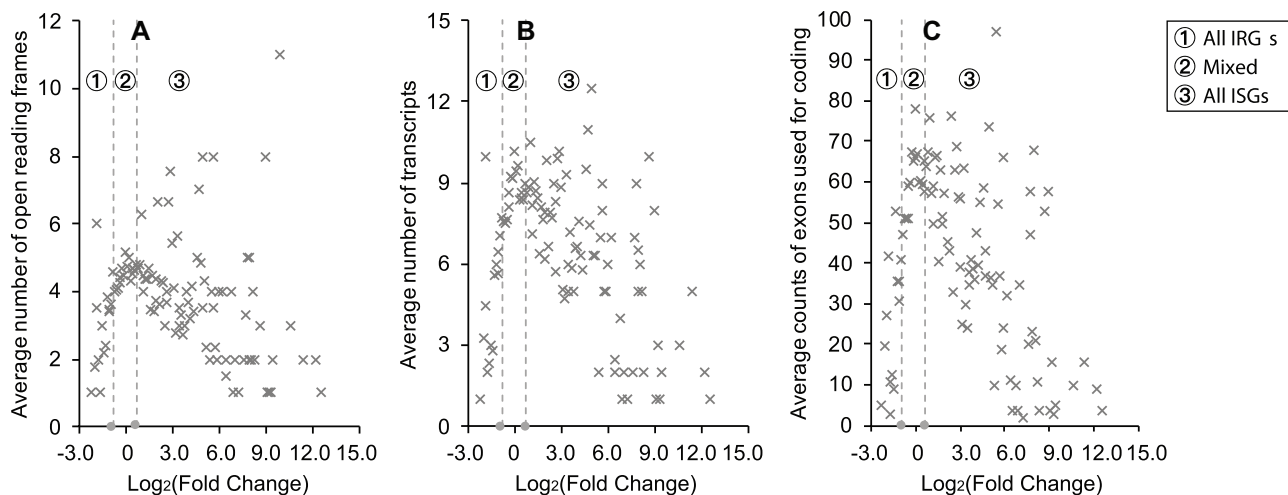 A
Average number of open reading frames
12
10
8
6
4
2
0
① ② ③
-3.0 0 3.0 6.0 9.0 12.0 15.0
Log2(Fold Change)
B
Average number of transcripts
15
12
9
6
3
0
① ② ③
-3.0 0 3.0 6.0 9.0 12.0 15.0
Log2(Fold Change)
C
Average counts of exons used for coding
100
90
80
70
60
50
40
30
20
10
0
① ② ③
-3.0 0 3.0 6.0 9.0 12.0 15.0
Log2(Fold Change)
① All IRG s
② Mixed
③ All ISGs